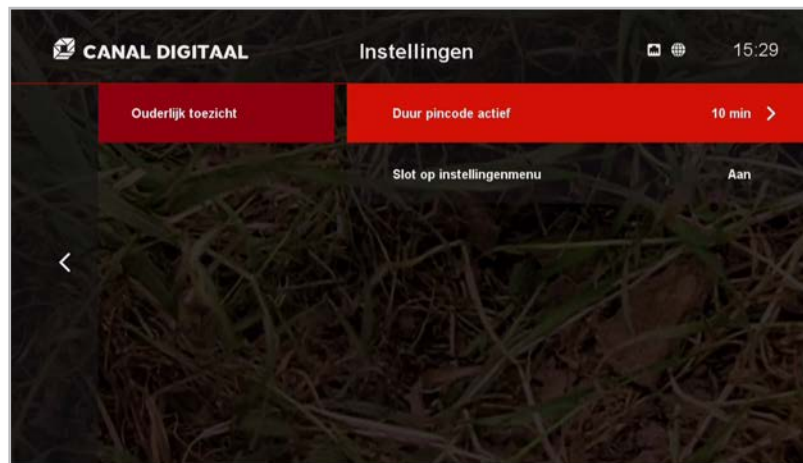 CANAL DIGITAAL Instellingen 15:29
Ouderlijk toezicht Duur pincode actief 10 min
Slot op instellingenmenu Aan